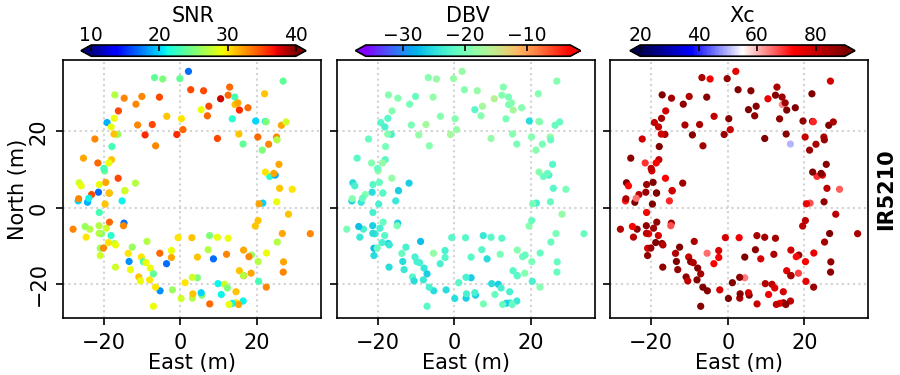 SNR DBV Xc
10 20 30 40 −30 −20 −10 20 40 60 80
North (m)
20
0
−20
−20 0 20 −20 0 20 −20 0 20
East (m) East (m) East (m)
IR5210